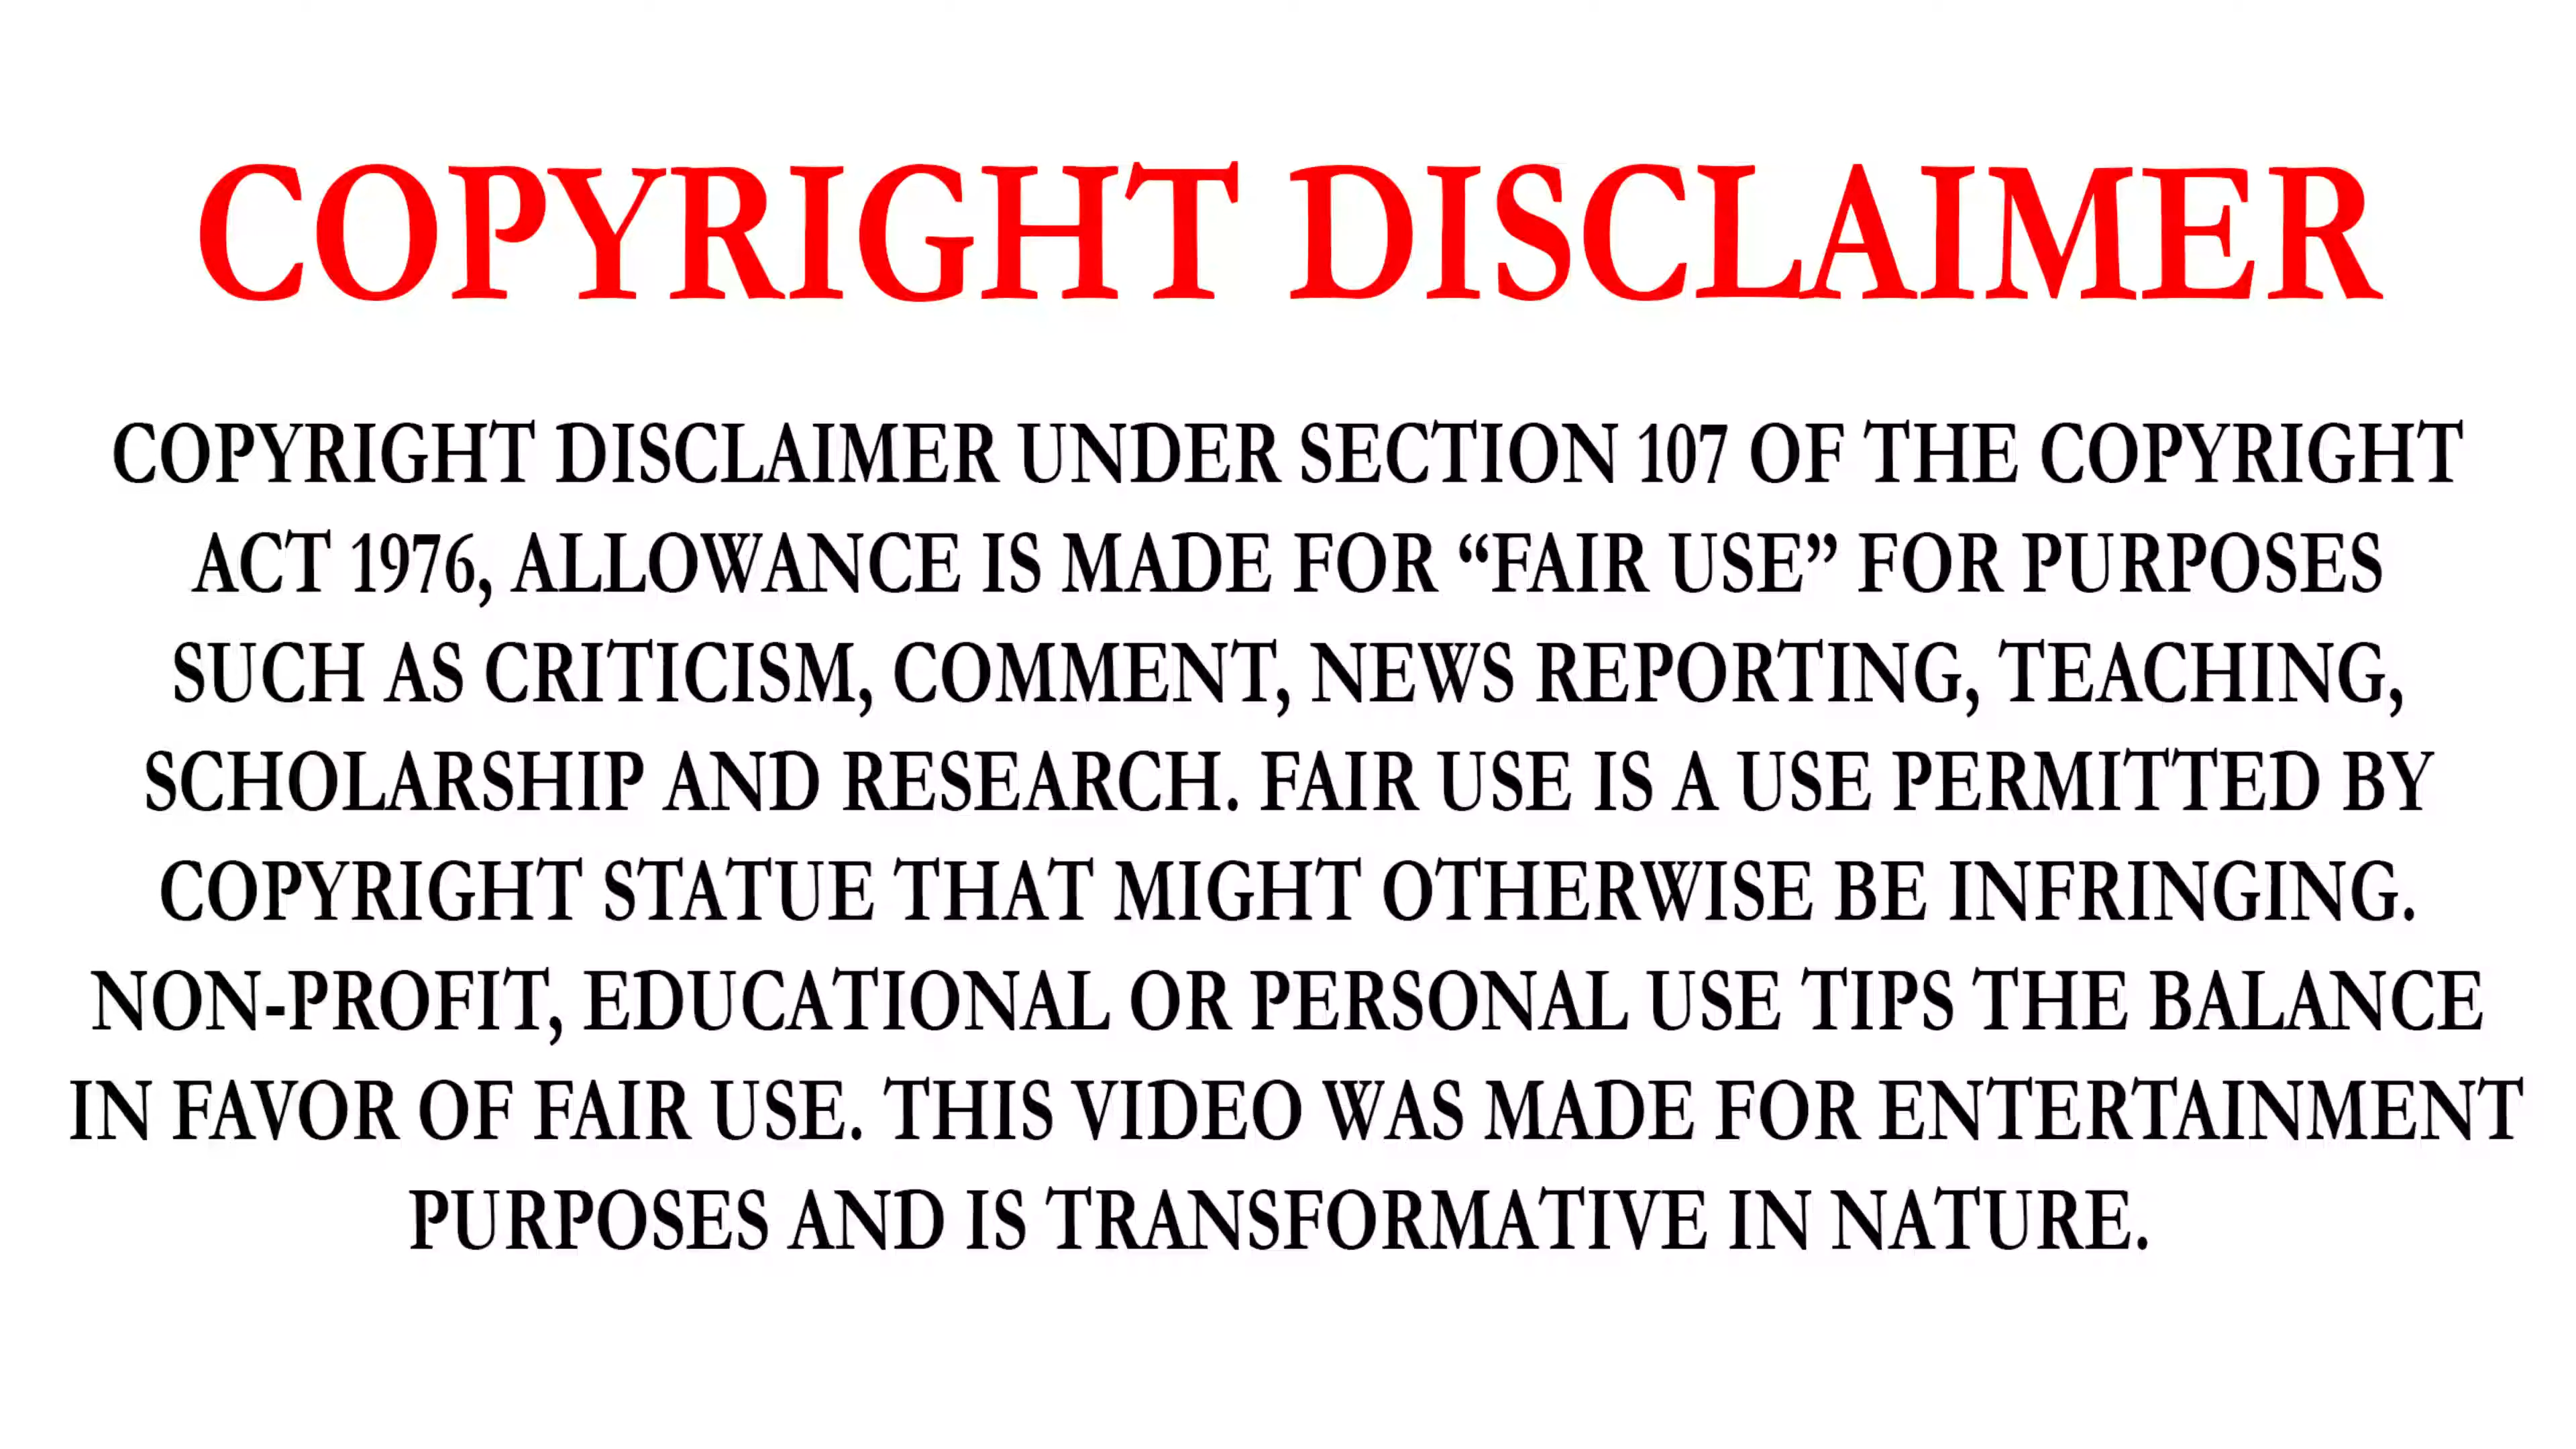 COPYRIGHT DISCLAIMER
COPYRIGHT DISCLAIMER UNDER SECTION 107 OF THE COPYRIGHT
ACT 1976, ALLOWANCE IS MADE FOR “FAIR USE” FOR PURPOSES
SUCH AS CRITICISM, COMMENT, NEWS REPORTING, TEACHING,
SCHOLARSHIP AND RESEARCH. FAIR USE IS A USE PERMITTED BY
COPYRIGHT STATUE THAT MIGHT OTHERWISE BE INFRINGING.
NON-PROFIT, EDUCATIONAL OR PERSONAL USE TIPS THE BALANCE
IN FAVOR OF FAIR USE. THIS VIDEO WAS MADE FOR ENTERTAINMENT
PURPOSES AND IS TRANSFORMATIVE IN NATURE.